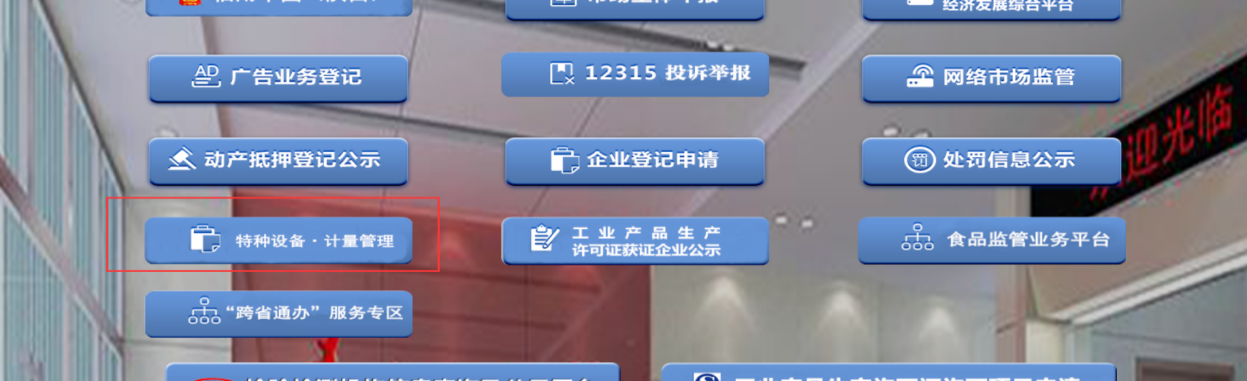 经济发展综合平台
广告业务登记
12315 投诉举报
网络市场监管
动产抵押登记公示
企业登记申请
处罚信息公示
特种设备·计量管理
工业产品生产
许可证获证企业公示
食品监管业务平台
“跨省通办”服务专区
迎光临